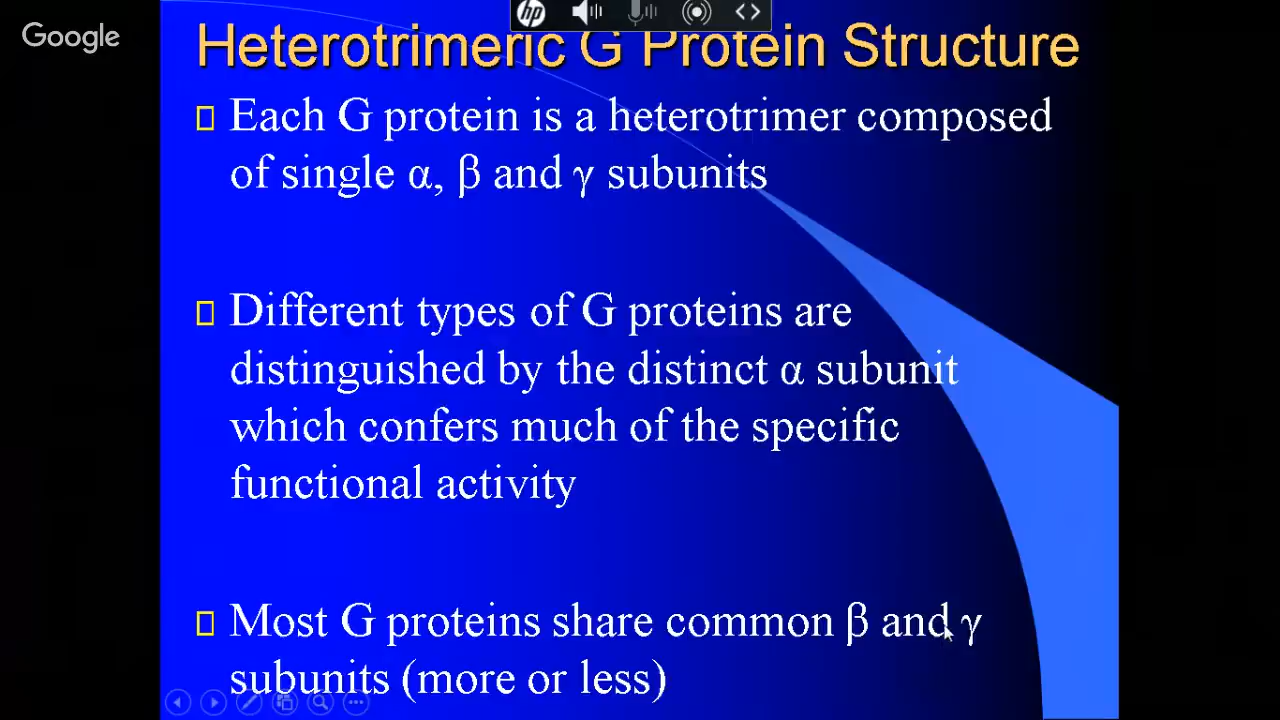 Google
hp
Heterotrimeric G Protein Structure
Each G protein is a heterotrimer composed
of single α, β and γ subunits
Different types of G proteins are
distinguished by the distinct α subunit
which confers much of the specific
functional activity
Most G proteins share common β and γ
subunits (more or less)